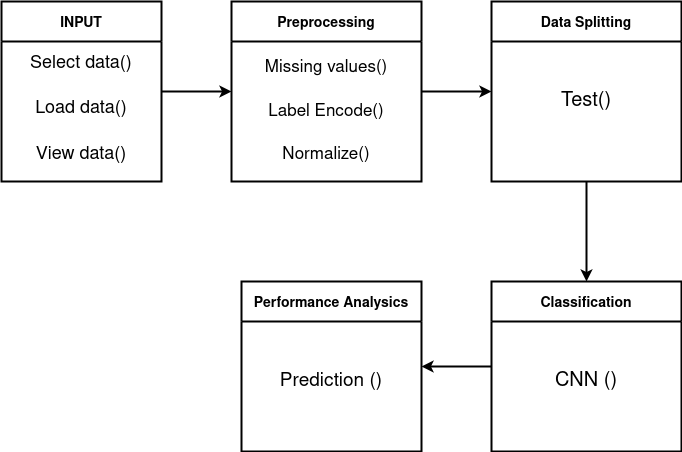 INPUT
Select data()
Load data()
View data()
Preprocessing
Missing values()
Label Encode()
Normalize()
Data Splitting
Test()
Classification
CNN ()
Performance Analysics
Prediction ()